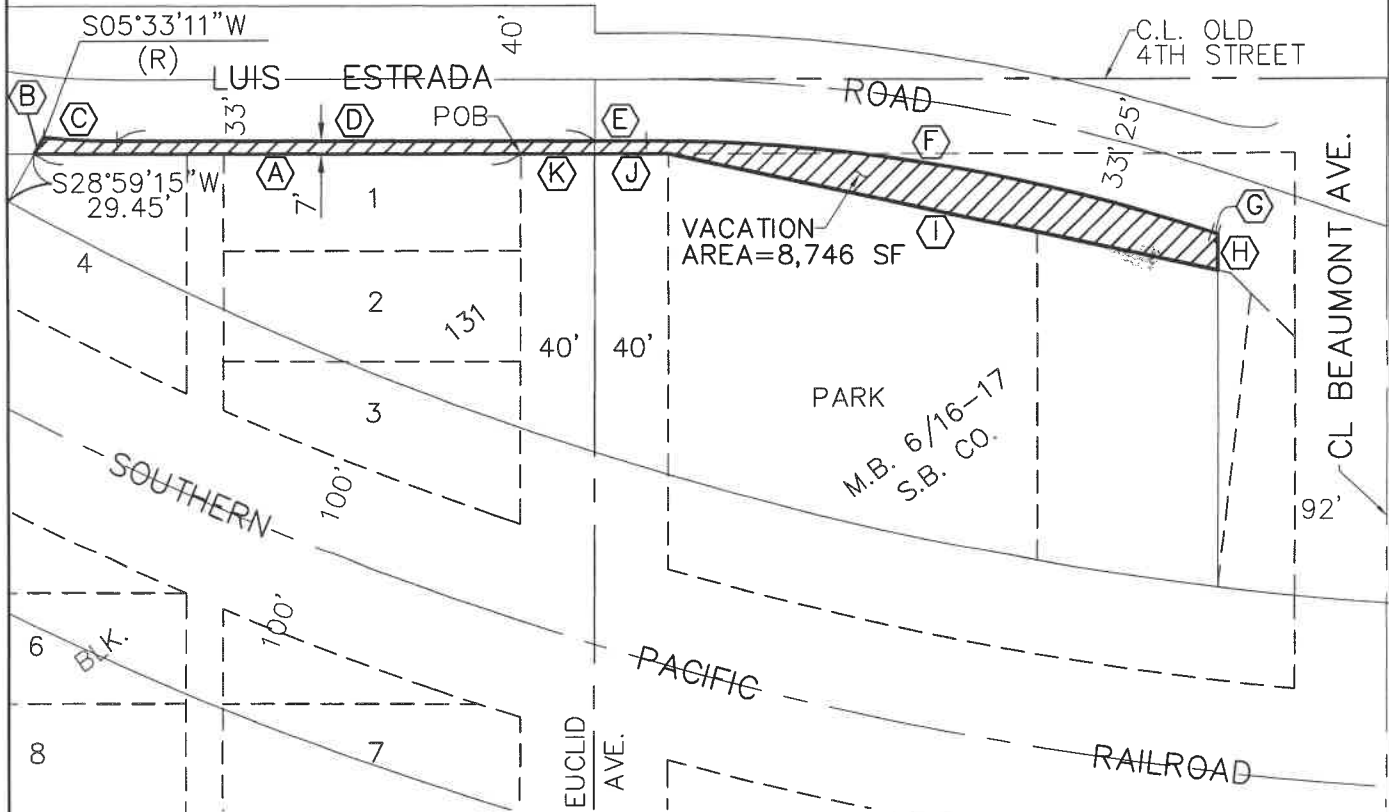 S05°33'11"W
(R)
40'
C.L. OLD
4TH STREET
LUIS ESTRADA
ROAD
B
C
33'
D
POB
E
F
25'
33'
A
K
J
S28°59'15"W
29.45'
7'
1
G
H
I
VACATION
AREA=8,746 SF
4
2
131
40'
40'
CL BEAUMONT AVE.
3
PARK
M.B. 6/16-17
S.B. CO.
92'
SOUTHERN
100'
100'
6
BLK.
PACIFIC
8
7
EUCLID
AVE.
RAILROAD